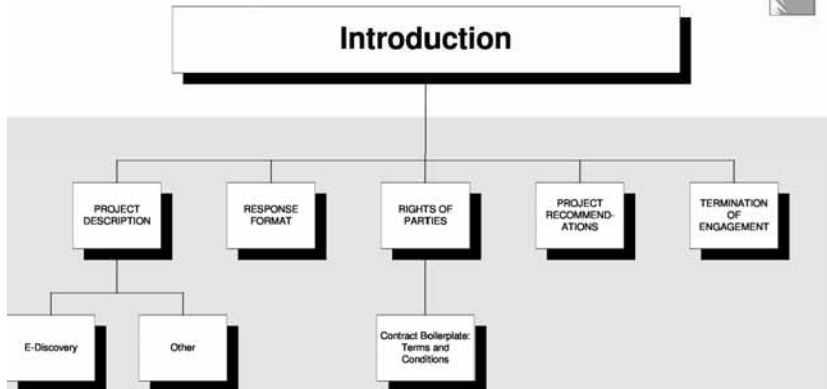 Introduction
PROJECT
DESCRIPTION
RESPONSE
FORMAT
RIGHTS OF
PARTIES
PROJECT
RECOMMEND-
ATIONS
TERMINATION
OF
ENGAGEMENT
E-Discovery
Other
Contract Boilerplate:
Terms and
Conditions